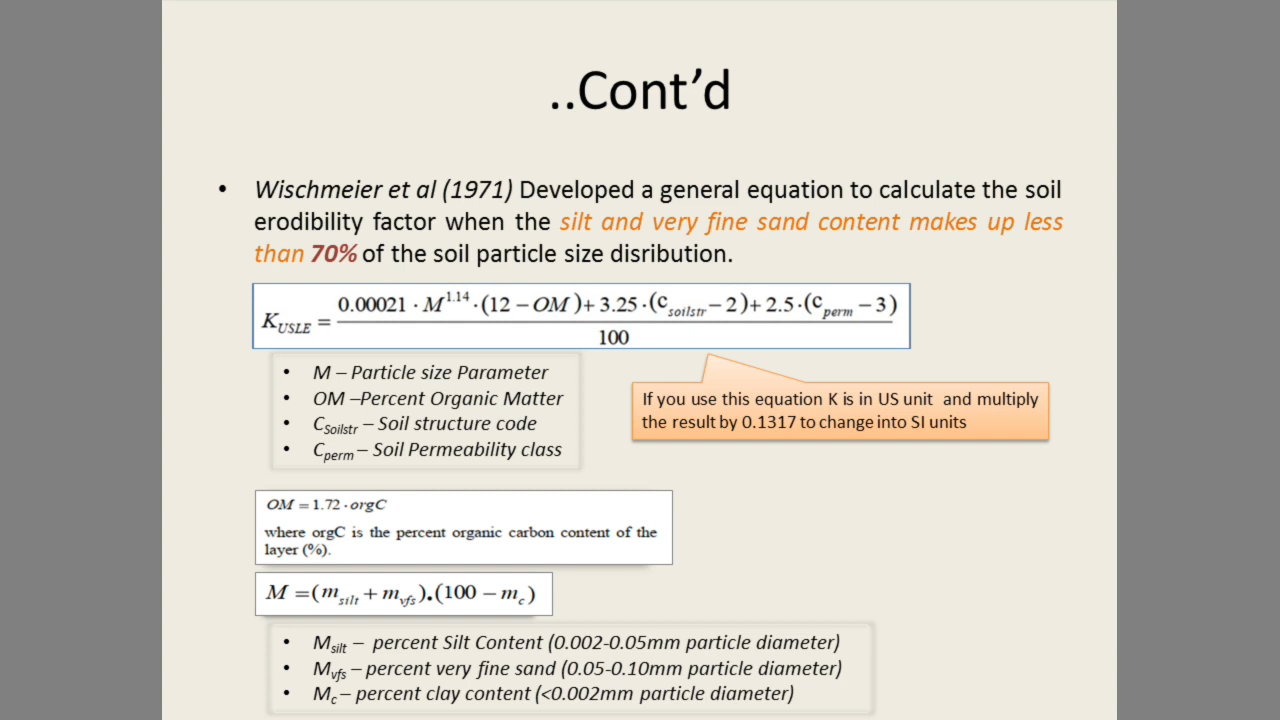 ..Cont’d
• Wischmeier et al (1971) Developed a general equation to calculate the soil
erodibility factor when the silt and very fine sand content makes up less
than 70% of the soil particle size disribution.
K_USLE = (0.00021 · M^1.14 · (12 − OM) + 3.25 · (c_soilstr − 2) + 2.5 · (c_perm − 3)) / 100
• M – Particle size Parameter
• OM –Percent Organic Matter
• C_Soilstr – Soil structure code
• C_perm – Soil Permeability class
If you use this equation K is in US unit and multiply
the result by 0.1317 to change into SI units
OM = 1.72 · orgC
where orgC is the percent organic carbon content of the
layer (%).
M = (m_silt + m_vfs).(100 − m_c)
• M_silt – percent Silt Content (0.002-0.05mm particle diameter)
• M_vfs – percent very fine sand (0.05-0.10mm particle diameter)
• M_c – percent clay content (<0.002mm particle diameter)